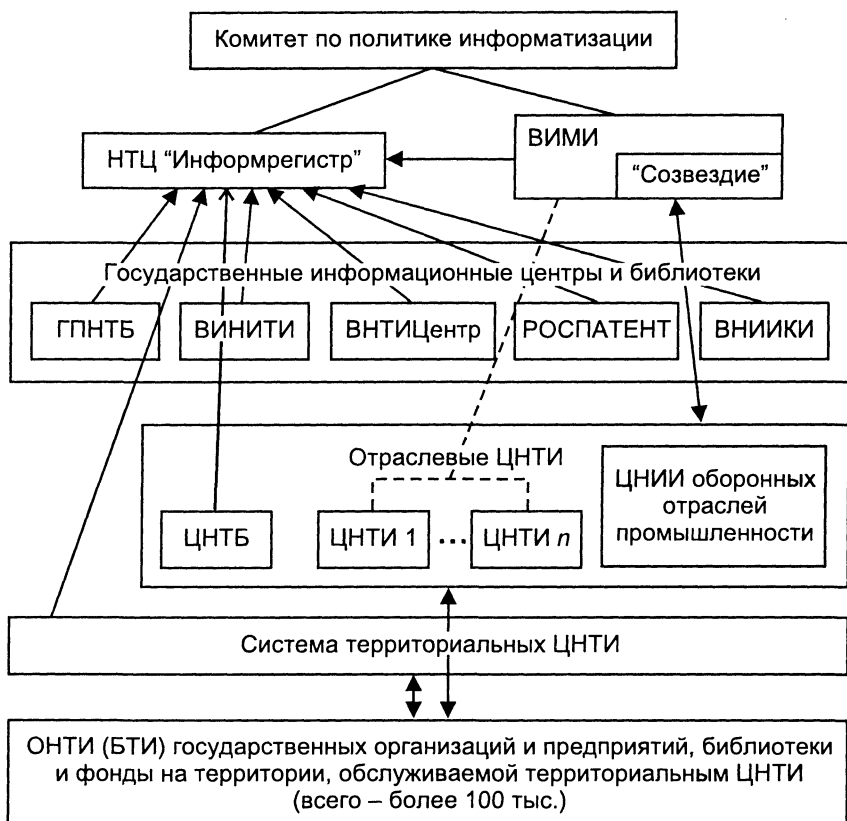 Комитет по политике информатизации
НТЦ “Информрегистр”
ВИМИ
“Созвездие”
Государственные информационные центры и библиотеки
ГПНТБ
ВИНИТИ
ВНТИЦентр
РОСПАТЕНТ
ВНИИКИ
Отраслевые ЦНТИ
ЦНТБ
ЦНТИ 1
...
ЦНТИ n
ЦНИИ оборонных
отраслей
промышленности
Система территориальных ЦНТИ
ОНТИ (БТИ) государственных организаций и предприятий, библиотеки
и фонды на территории, обслуживаемой территориальным ЦНТИ
(всего – более 100 тыс.)